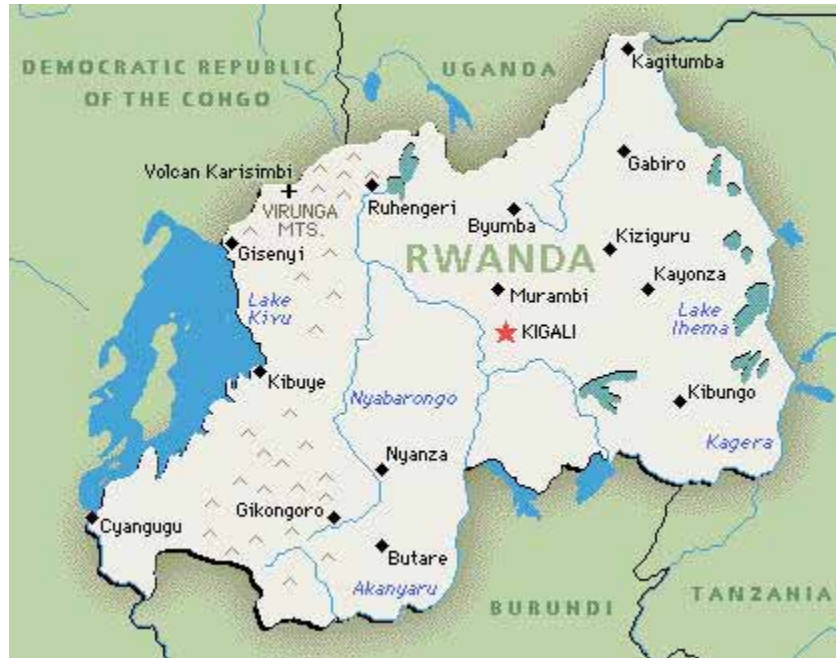 DEMOCRATIC REPUBLIC
OF THE CONGO
UGANDA
Kagitumba
Gabiro
Volcan Karisimbi
VIRUNGA
MTS.
Ruhengeri
Byumba
Gisenyi
RWANDA
Kiziguru
Kayonza
Lake
Kivu
Murambi
Lake
Ihema
KIGALI
Kibuye
Nyabarongo
Kibungo
Kagera
Nyanza
Cyangugu
Gikongoro
Butare
Akanyaru
BURUNDI
TANZANIA